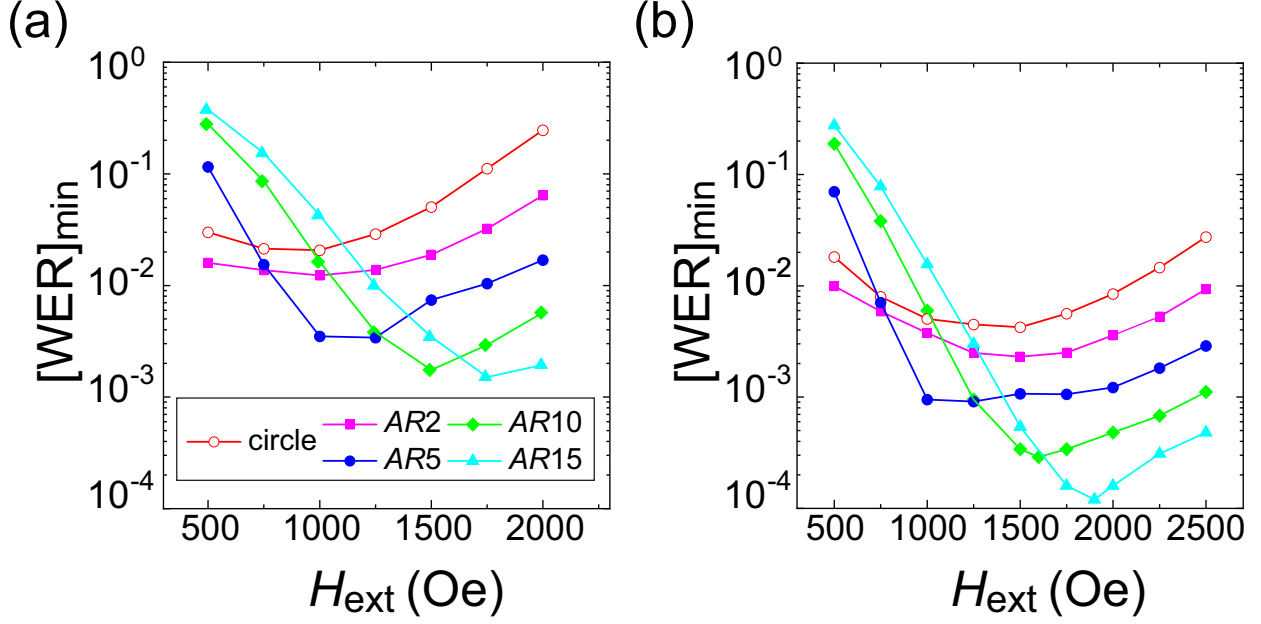 (a)
[WER]min
10^0
10^-1
10^-2
10^-3
10^-4
circle
AR2
AR10
AR5
AR15
500 1000 1500 2000
Hext (Oe)
(b)
[WER]min
10^0
10^-1
10^-2
10^-3
10^-4
500 1000 1500 2000 2500
Hext (Oe)